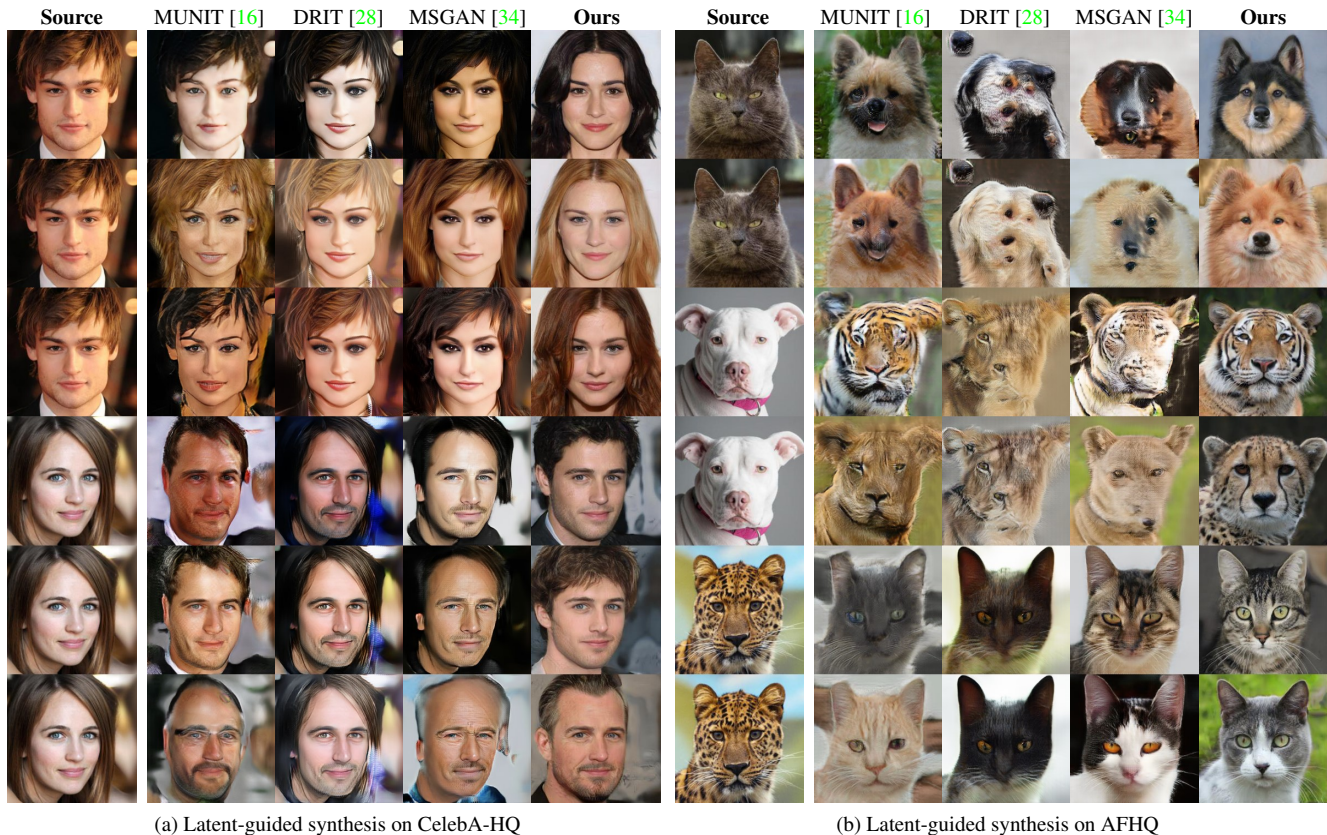 Source MUNIT [16] DRIT [28] MSGAN [34] Ours Source MUNIT [16] DRIT [28] MSGAN [34] Ours
(a) Latent-guided synthesis on CelebA-HQ
(b) Latent-guided synthesis on AFHQ